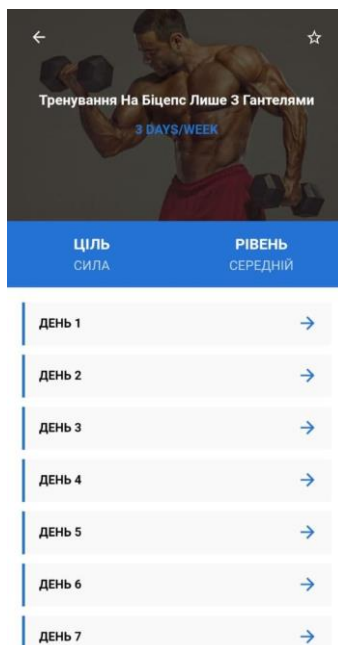 Тренування На Біцепс Лише З Гантелями
3 DAYS/WEEK
ЦІЛЬ
СИЛА
РІВЕНЬ
СЕРЕДНІЙ
ДЕНЬ 1
ДЕНЬ 2
ДЕНЬ 3
ДЕНЬ 4
ДЕНЬ 5
ДЕНЬ 6
ДЕНЬ 7